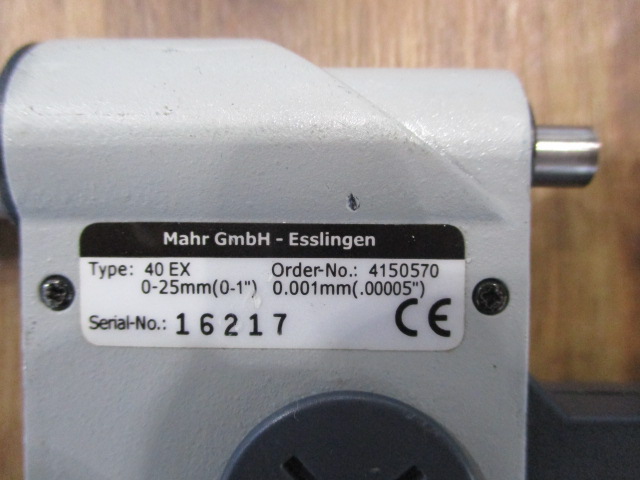 Mahr GmbH - Esslingen
Type: 40 EX Order-No.: 4150570
0-25mm(0-1") 0.001mm(.00005")
Serial-No.: 16217 CE